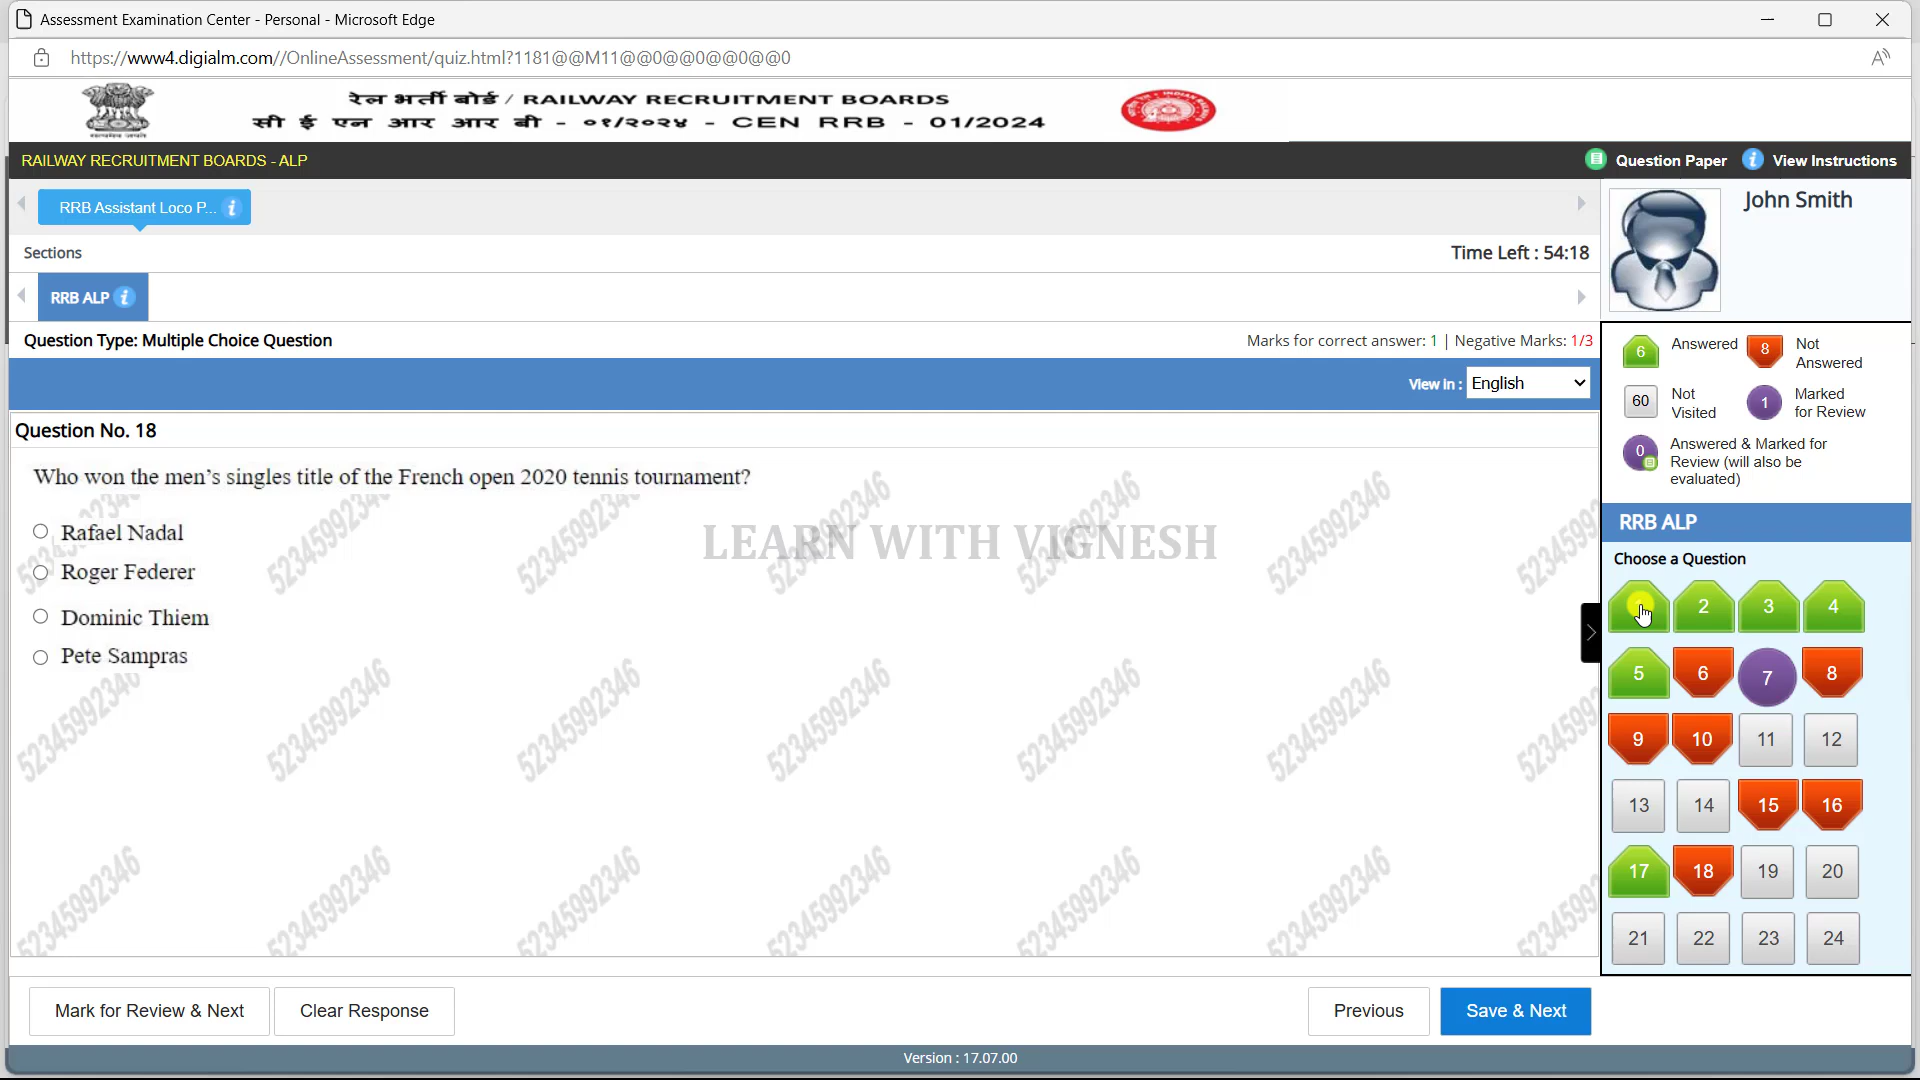 Assessment Examination Center - Personal - Microsoft Edge
https://www4.digialm.com//OnlineAssessment/quiz.html?1181@@M11@@0@@0@@0@@0
रेल भर्ती बोर्ड / RAILWAY RECRUITMENT BOARDS
सी ई एन आर आर बी - ०१/२०२४ - CEN RRB - 01/2024
RAILWAY RECRUITMENT BOARDS - ALP
Question Paper
View Instructions
RRB Assistant Loco P...
John Smith
Sections
Time Left : 54:18
RRB ALP
Question Type: Multiple Choice Question
Marks for correct answer: 1 | Negative Marks: 1/3
View in : English
6 Answered
8 Not Answered
60 Not Visited
1 Marked for Review
0 Answered & Marked for Review (will also be evaluated)
Question No. 18
Who won the men's singles title of the French open 2020 tennis tournament?
Rafael Nadal
Roger Federer
Dominic Thiem
Pete Sampras
LEARN WITH VIGNESH
52345992346
RRB ALP
Choose a Question
2 3 4
5 6 7 8
9 10 11 12
13 14 15 16
17 18 19 20
21 22 23 24
Mark for Review & Next
Clear Response
Previous
Save & Next
Version : 17.07.00